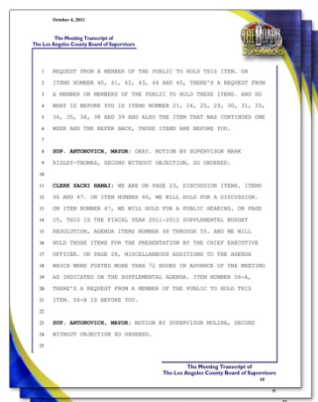 October 4, 2011
The Meeting Transcript of
The Los Angeles County Board of Supervisors
1 REQUEST FROM A MEMBER OF THE PUBLIC TO HOLD THIS ITEM. ON
2 ITEMS NUMBER 40, 41, 42, 43, 44 AND 45, THERE'S A REQUEST FROM
3 A MEMBER OR MEMBERS OF THE PUBLIC TO HOLD THESE ITEMS. AND SO
4 WHAT IS BEFORE YOU IS ITEMS NUMBER 21, 24, 25, 29, 30, 31, 33,
5 34, 35, 36, 38 AND 39 AND ALSO THE ITEM THAT WAS CONTINUED ONE
6 WEEK AND THE REFER BACK, THOSE ITEMS ARE BEFORE YOU.
7
8 SUP. ANTONOVICH, MAYOR: OKAY. MOTION BY SUPERVISOR MARK
9 RIDLEY-THOMAS, SECOND WITHOUT OBJECTION, SO ORDERED.
10
11 CLERK SACHI HAMAI: WE ARE ON PAGE 23, DISCUSSION ITEMS, ITEMS
12 46 AND 47. ON ITEM NUMBER 46, WE WILL HOLD FOR A DISCUSSION.
13 ON ITEM NUMBER 47, WE WILL HOLD FOR A PUBLIC HEARING. ON PAGE
14 25, THIS IS THE FISCAL YEAR 2011-2012 SUPPLEMENTAL BUDGET
15 RESOLUTION, AGENDA ITEMS NUMBER 48 THROUGH 55. AND WE WILL
16 HOLD THOSE ITEMS FOR THE PRESENTATION BY THE CHIEF EXECUTIVE
17 OFFICER. ON PAGE 28, MISCELLANEOUS ADDITIONS TO THE AGENDA
18 WHICH WERE POSTED MORE THAN 72 HOURS IN ADVANCE OF THE MEETING
19 AS INDICATED ON THE SUPPLEMENTAL AGENDA. ITEM NUMBER 56-A,
20 THERE'S A REQUEST FROM A MEMBER OF THE PUBLIC TO HOLD THIS
21 ITEM. 56-B IS BEFORE YOU.
22
23 SUP. ANTONOVICH, MAYOR: MOTION BY SUPERVISOR MOLINA, SECOND
24 WITHOUT OBJECTION SO ORDERED.
25
The Meeting Transcript of
The Los Angeles County Board of Supervisors